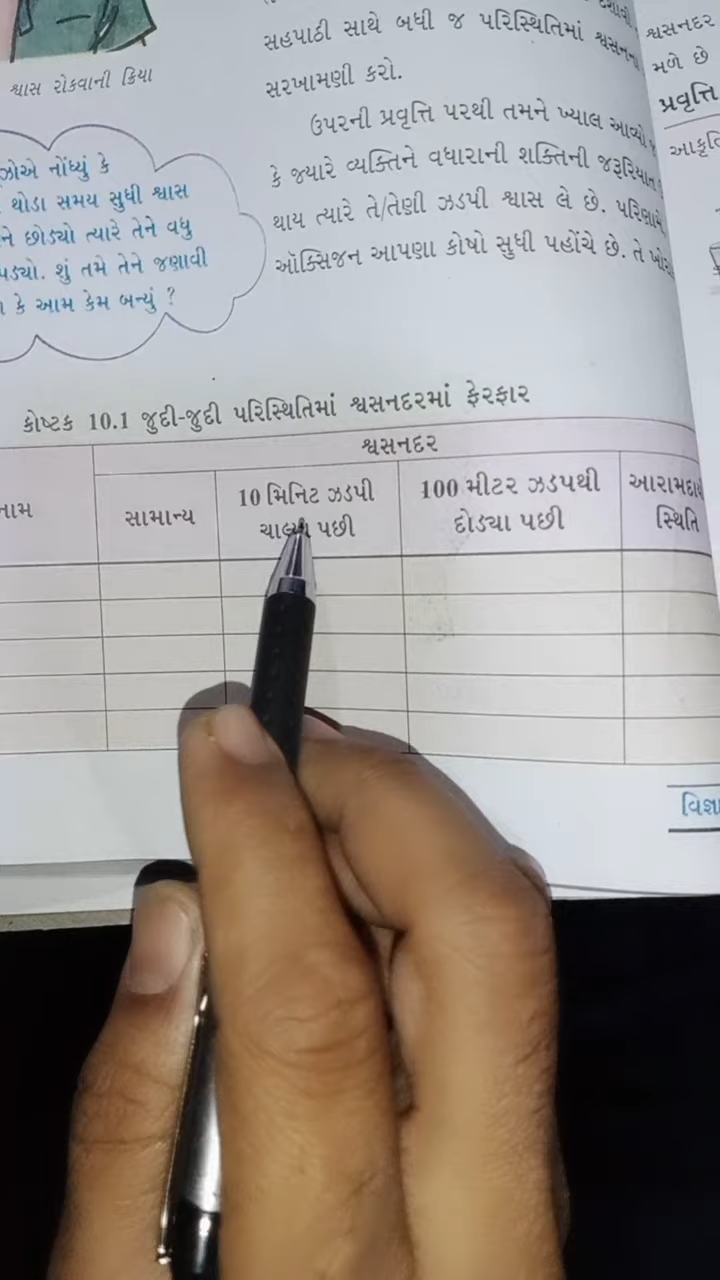 શ્વાસ રોકવાની ક્રિયા
નોંધ્યું કે
થોડા સમય સુધી શ્વાસ
છોડ્યો ત્યારે તેને વધુ
પડ્યો. શું તમે તેને જણાવી
કે આમ કેમ બન્યું ?
સહપાઠી સાથે બધી જ પરિસ્થિતિમાં
સરખામણી કરો.
ઉપરની પ્રવૃત્તિ પરથી તમને ખ્યાલ
કે જ્યારે વ્યક્તિને વધારાની શક્તિની
થાય ત્યારે તે/તેણી ઝડપી શ્વાસ લે છે.
ઑક્સિજન આપણા કોષો સુધી પહોંચે છે. તે
શ્વસનદર
મળે છે
પ્રવૃત્તિ
કોષ્ટક 10.1 જુદી-જુદી પરિસ્થિતિમાં શ્વસનદરમાં ફેરફાર
શ્વસનદર
સામાન્ય
10 મિનિટ ઝડપી
પછી
100 મીટર ઝડપથી
દોડ્યા પછી
સ્થિતિ